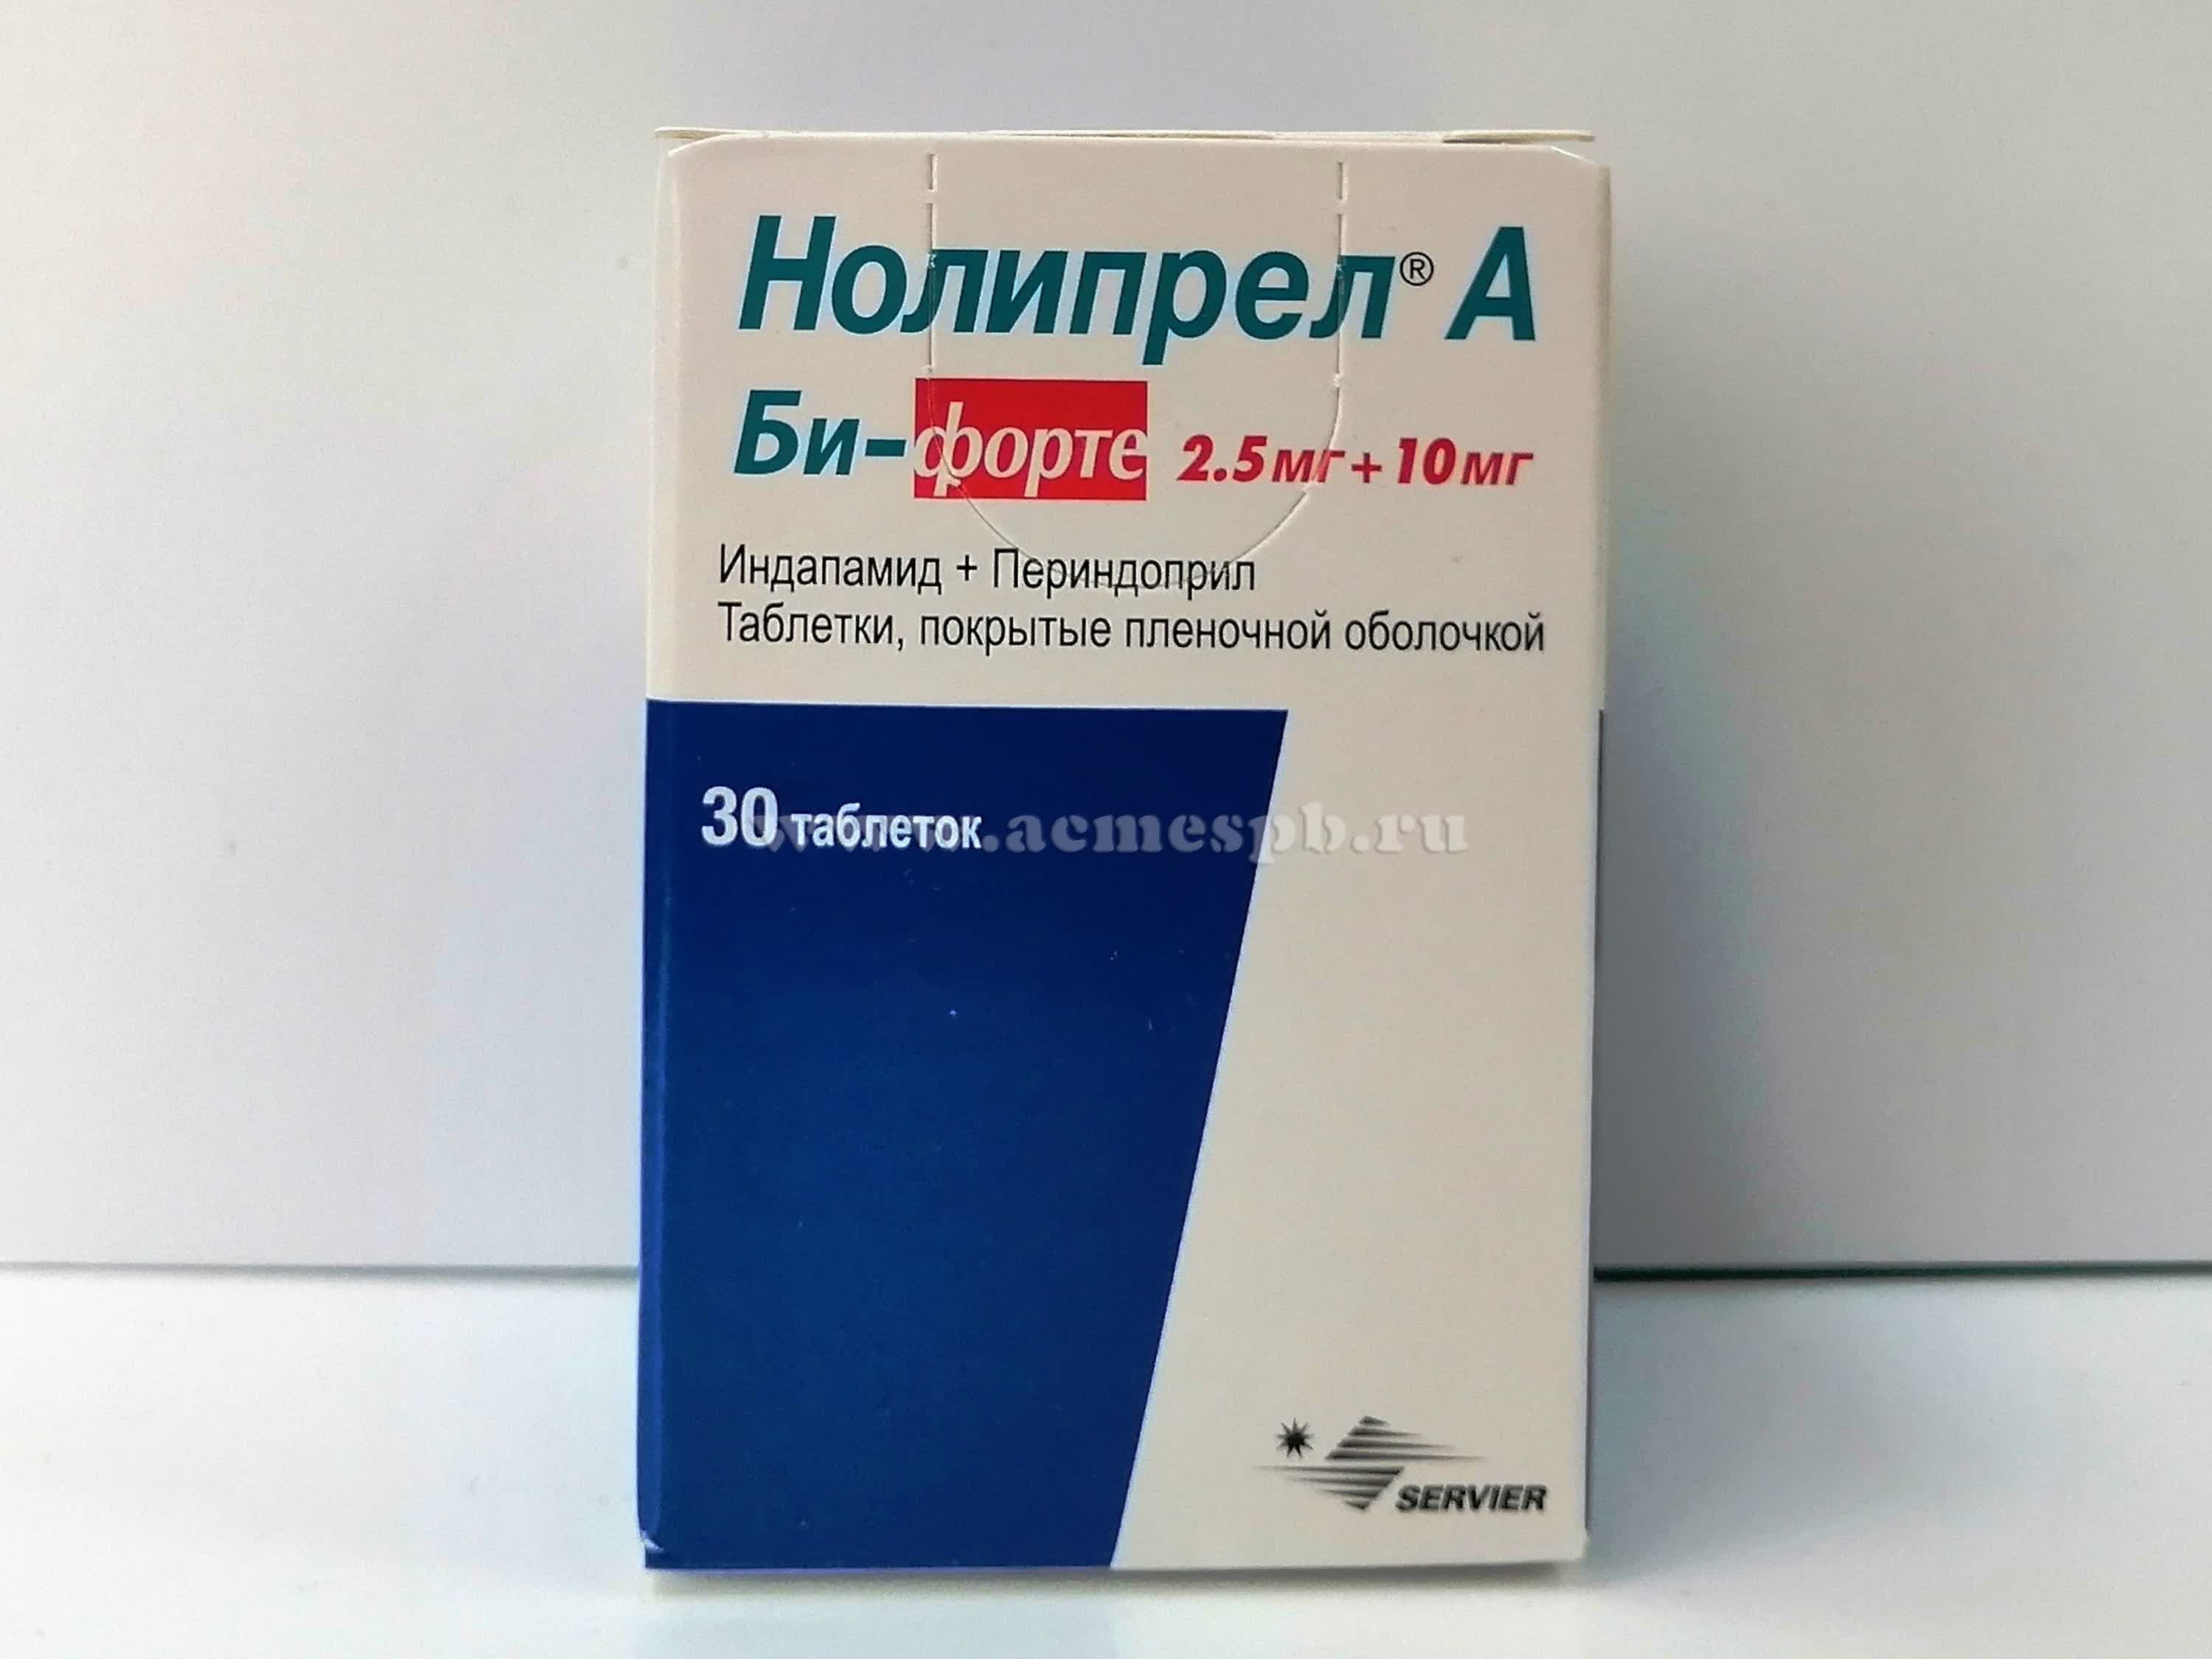 Нолипрел® А
Би-форте 2.5мг + 10мг
Индапамид + Периндоприл
Таблетки, покрытые пленочной оболочкой
30 таблеток
www.acmespb.ru
SERVIER